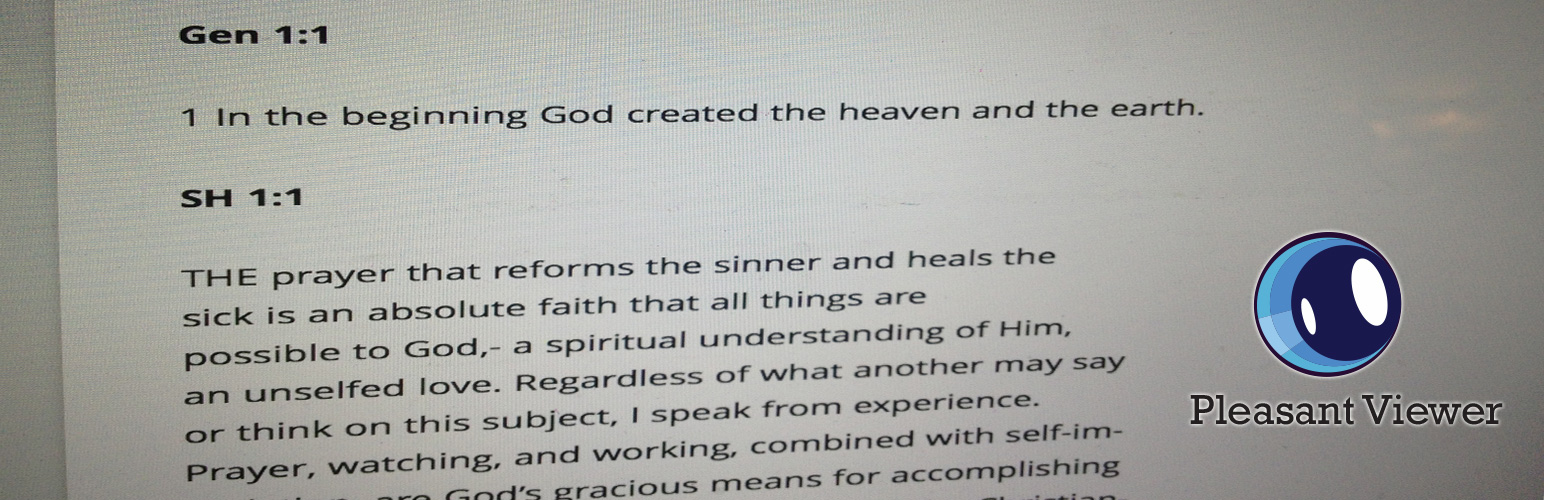 Gen 1:1
1 In the beginning God created the heaven and the earth.
SH 1:1
THE prayer that reforms the sinner and heals the
sick is an absolute faith that all things are
possible to God,- a spiritual understanding of Him,
an unselfed love. Regardless of what another may say
or think on this subject, I speak from experience.
Prayer, watching, and working, combined with self-im-
are God's gracious means for accomplishing
Pleasant Viewer